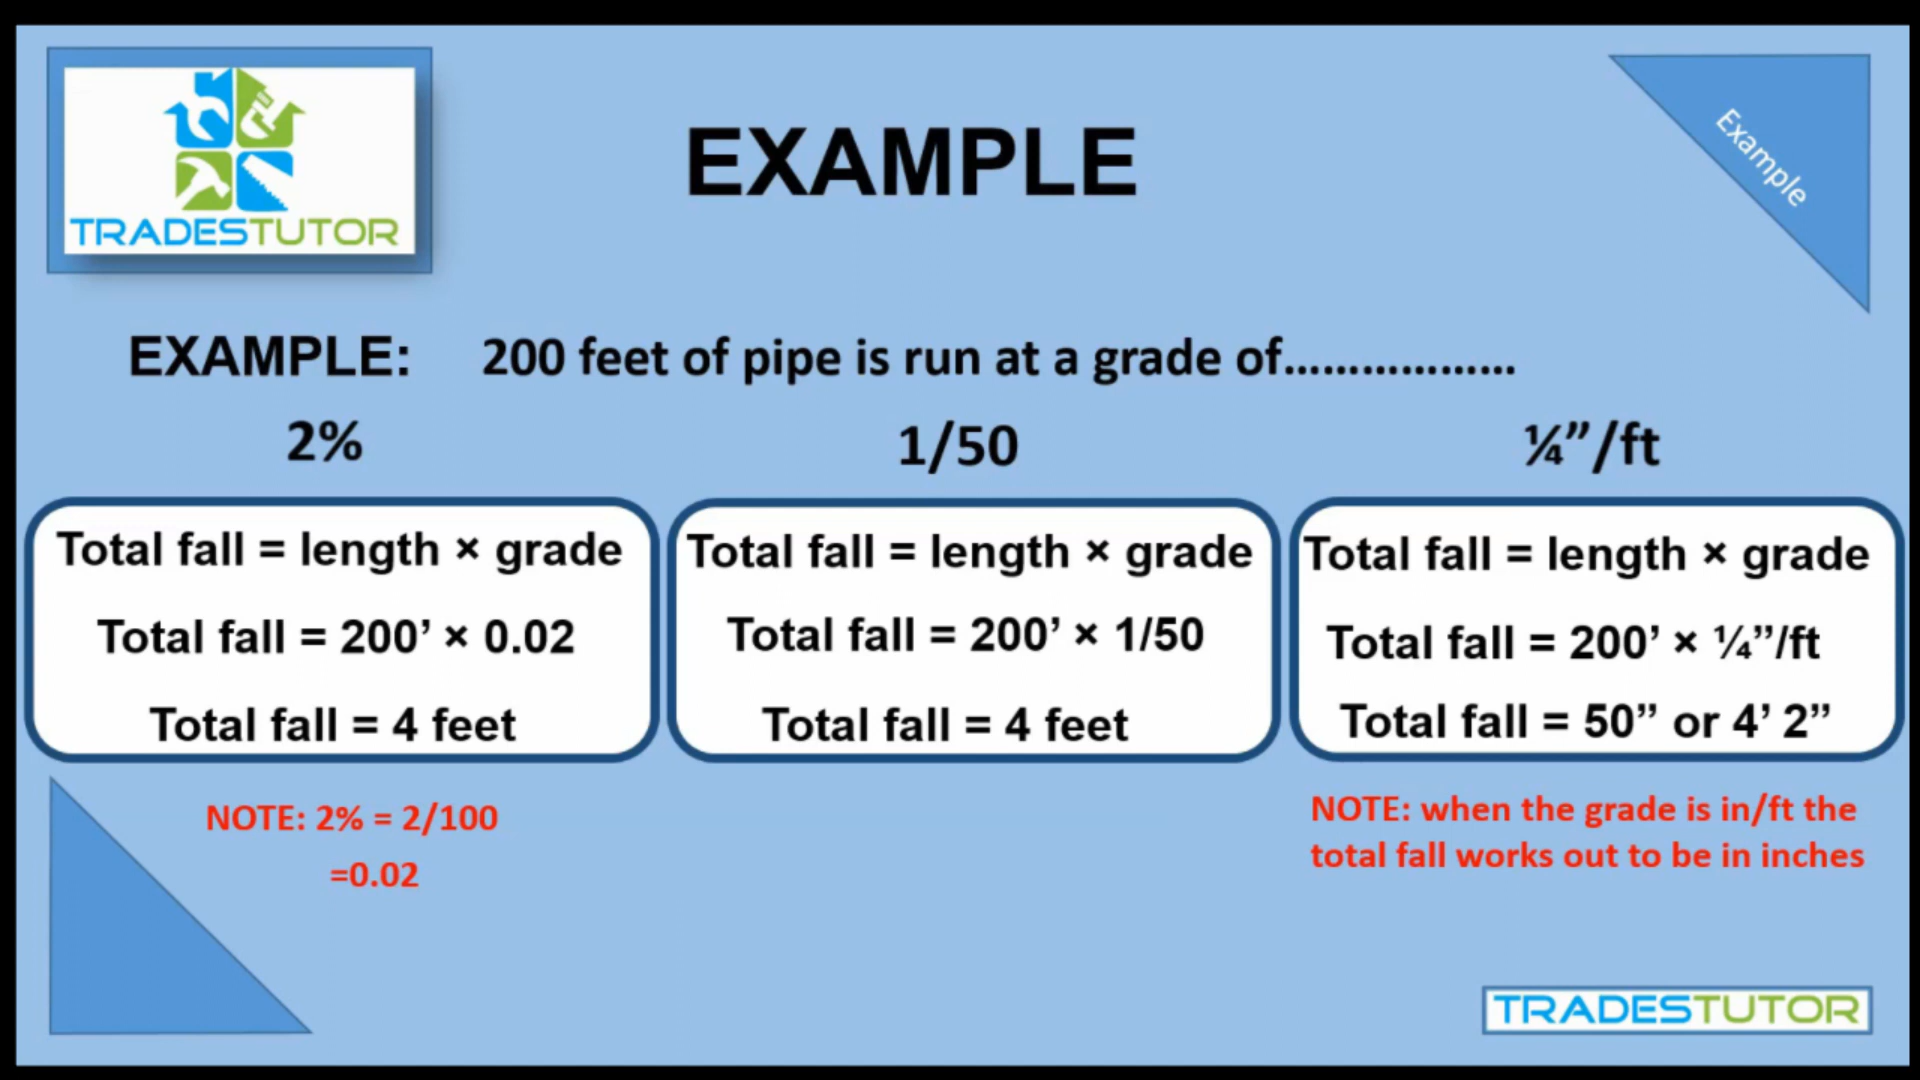 TRADESTUTOR
EXAMPLE
Example
EXAMPLE: 200 feet of pipe is run at a grade of..................
2%
Total fall = length × grade
Total fall = 200’ × 0.02
Total fall = 4 feet
NOTE: 2% = 2/100
=0.02
1/50
Total fall = length × grade
Total fall = 200’ × 1/50
Total fall = 4 feet
¼”/ft
Total fall = length × grade
Total fall = 200’ × ¼”/ft
Total fall = 50” or 4’ 2”
NOTE: when the grade is in/ft the
total fall works out to be in inches
TRADESTUTOR